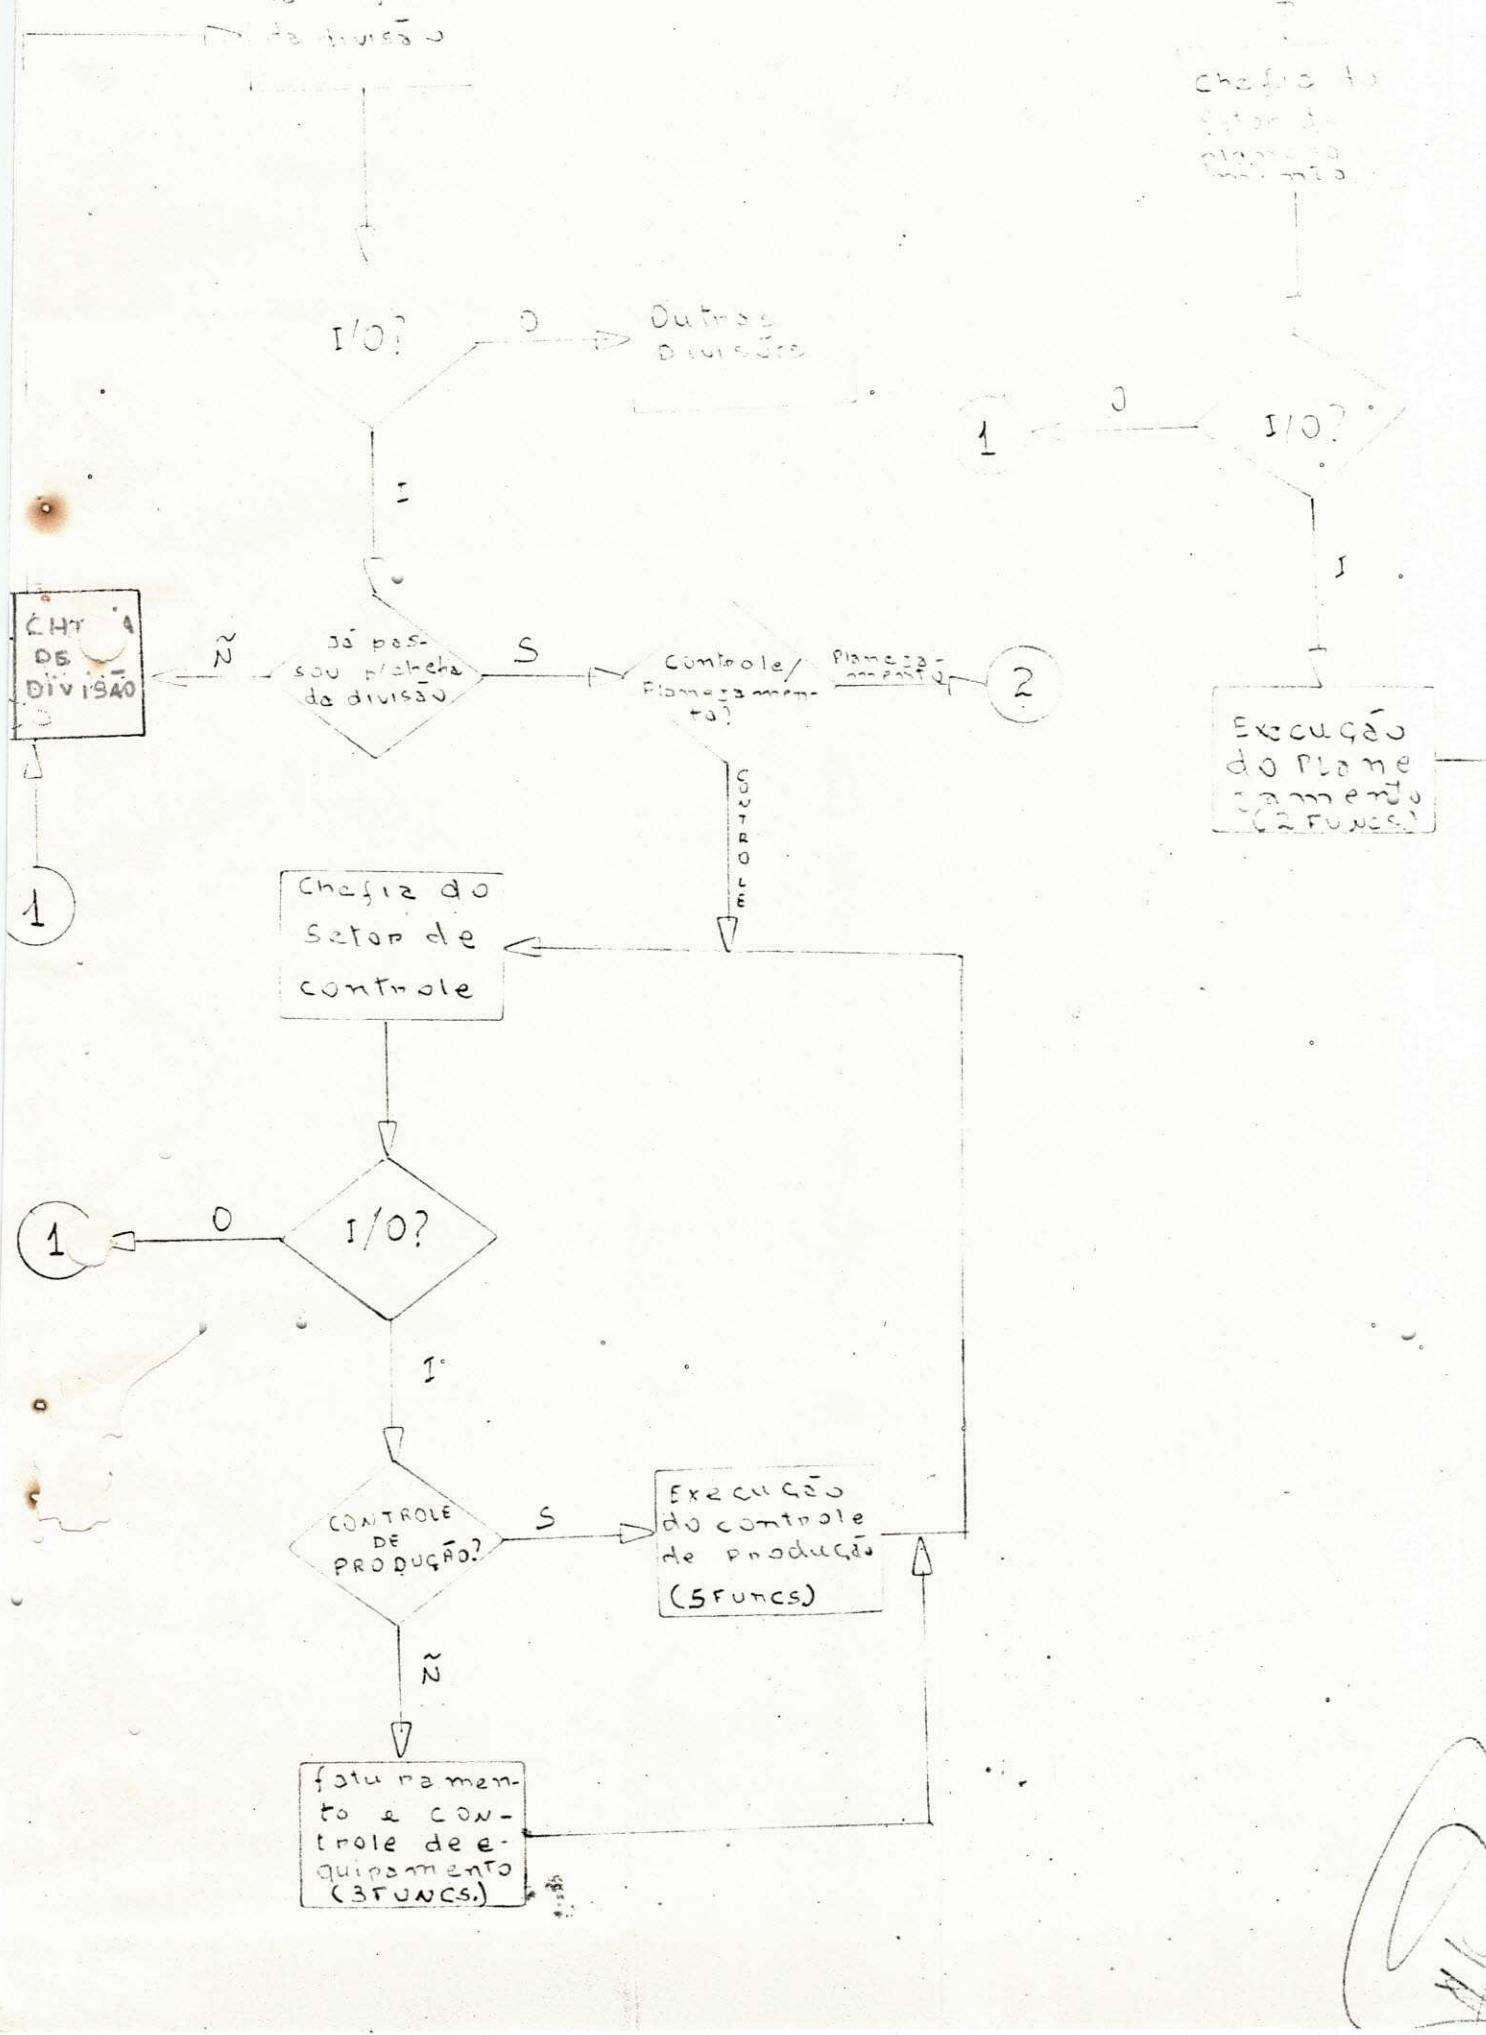 da divisão
Chefia do
I/O?
O
Outras
Divisões
O
1
I/O?
I
I
CHEFIA
DE
DIVISÃO
Ñ
Já pas-
sou p/chefia
da divisão
S
Controle/
Planejamen-
to?
Planeja-
mento
2
CONTROLE
Execução
do Plane
jamento
(2 FUNCS.)
1
Chefia do
Setor de
controle
1
O
I/O?
I
CONTROLE
DE
PRODUÇÃO?
S
Execução
do controle
de produção
(5 Funcs.)
Ñ
faturamen-
to e CON-
trole de e-
quipamento
(3 FUNCS.)